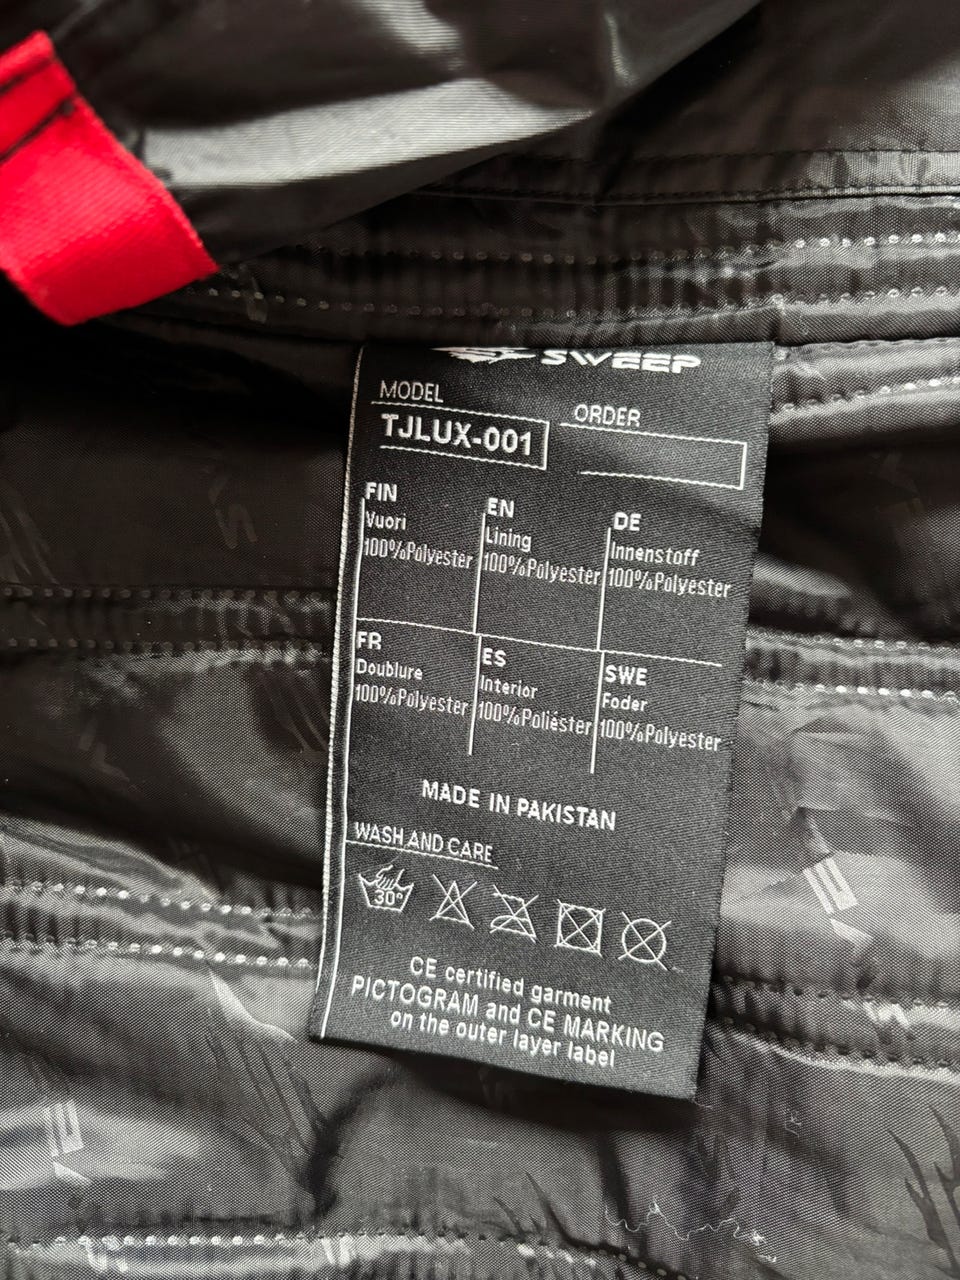 SWEEP
MODEL
TJLUX-001
ORDER
FIN
Vuori
100%Polyester
EN
Lining
100%Polyester
DE
Innenstoff
100%Polyester
FR
Doublure
100%Polyester
ES
Interior
100%Poliéster
SWE
Foder
100%Polyester
MADE IN PAKISTAN
WASH AND CARE
30°
CE certified garment
PICTOGRAM and CE MARKING
on the outer layer label